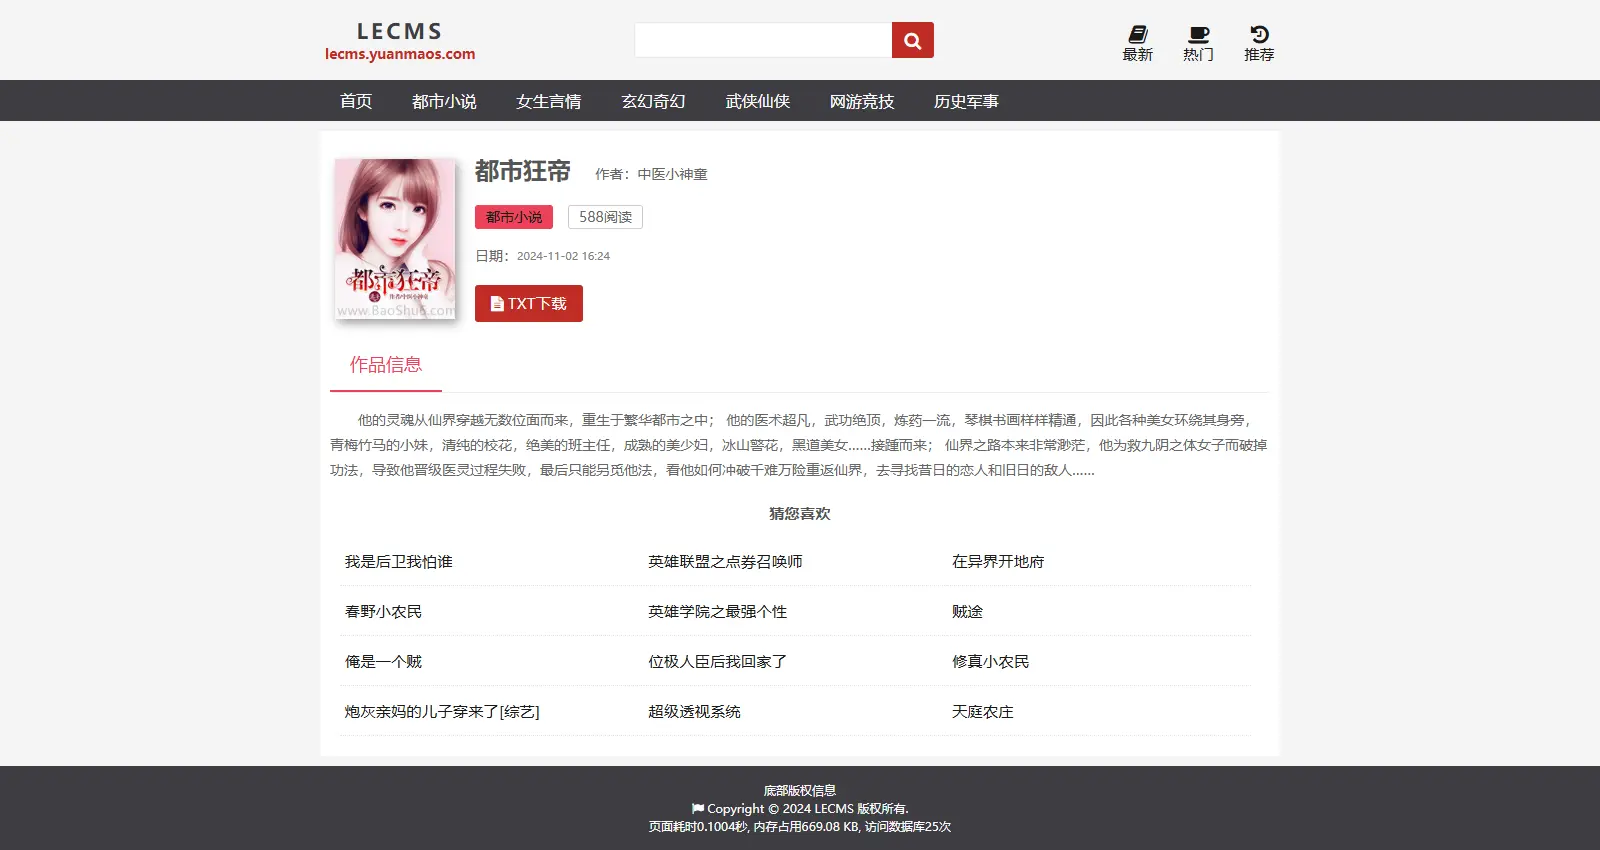 LECMS
lecms.yuanmaos.com
最新
热门
推荐
首页
都市小说
女生言情
玄幻奇幻
武侠仙侠
网游竞技
历史军事
都市狂帝
作者：中医小神童
都市小说
588阅读
日期：2024-11-02 16:24
TXT下载
都市狂帝
作者/中医小神童
www.BaoShu6.com
作品信息
他的灵魂从仙界穿越无数位面而来，重生于繁华都市之中； 他的医术超凡，武功绝顶，炼药一流，琴棋书画样样精通，因此各种美女环绕其身旁，
青梅竹马的小妹，清纯的校花，绝美的班主任，成熟的美少妇，冰山警花，黑道美女......接踵而来； 仙界之路本来非常渺茫，他为救九阴之体女子而破掉
功法，导致他晋级医灵过程失败，最后只能另觅他法，看他如何冲破千难万险重返仙界，去寻找昔日的恋人和旧日的敌人......
猜您喜欢
我是后卫我怕谁
英雄联盟之点券召唤师
在异界开地府
春野小农民
英雄学院之最强个性
贼途
俺是一个贼
位极人臣后我回家了
修真小农民
炮灰亲妈的儿子穿来了[综艺]
超级透视系统
天庭农庄
底部版权信息
Copyright © 2024 LECMS 版权所有.
页面耗时0.1004秒, 内存占用669.08 KB, 访问数据库25次